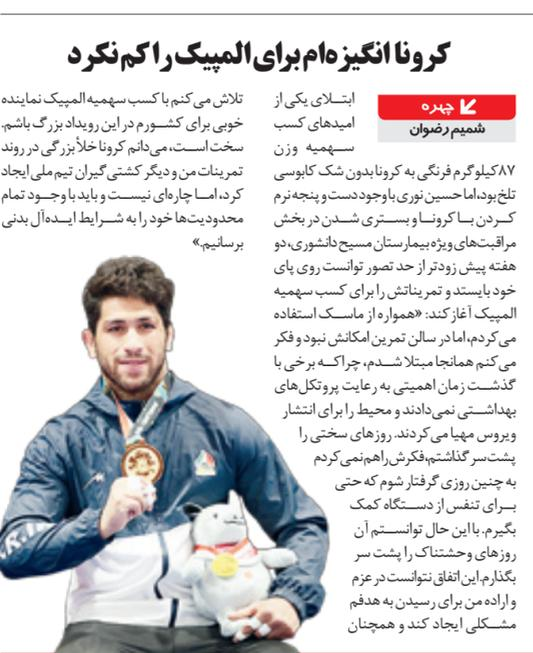 کرونا انگیزه‌ام برای المپیک را کم نکرد
چهره
شمیم رضوان
ابتلای یکی از
امیدهای کسب
سهمیه وزن
۸۷ کیلوگرم فرنگی به کرونا بدون شک کابوسی
تلخ بود، اما حسین نوری با وجود دست و پنجه نرم
کردن با کرونا و بستری شدن در بخش
مراقبت‌های ویژه بیمارستان مسیح دانشوری، دو
هفته پیش زودتر از حد تصور توانست روی پای
خود بایستد و تمریناتش را برای کسب سهمیه
المپیک آغاز کند: «همواره از ماسک استفاده
می‌کردم، اما در سالن تمرین امکانش نبود و فکر
می‌کنم همانجا مبتلا شدم، چراکه برخی با
گذشت زمان اهمیتی به رعایت پروتکل‌های
بهداشتی نمی‌دادند و محیط را برای انتشار
ویروس مهیا می‌کردند. روزهای سختی را
پشت سر گذاشتم، فکرش را هم نمی‌کردم
به چنین روزی گرفتار شوم که حتی
برای تنفس از دستگاه کمک
بگیرم. با این حال توانستم آن
روزهای وحشتناک را پشت سر
بگذارم. این اتفاق نتوانست در عزم
و اراده من برای رسیدن به هدفم
مشکلی ایجاد کند و همچنان
تلاش می‌کنم با کسب سهمیه المپیک نماینده
خوبی برای کشورم در این رویداد بزرگ باشم.
سخت است، می‌دانم کرونا خلأ بزرگی در روند
تمرینات من و دیگر کشتی‌گیران تیم ملی ایجاد
کرد، اما چاره‌ای نیست و باید با وجود تمام
محدودیت‌ها خود را به شرایط ایده‌آل بدنی
برسانیم.»